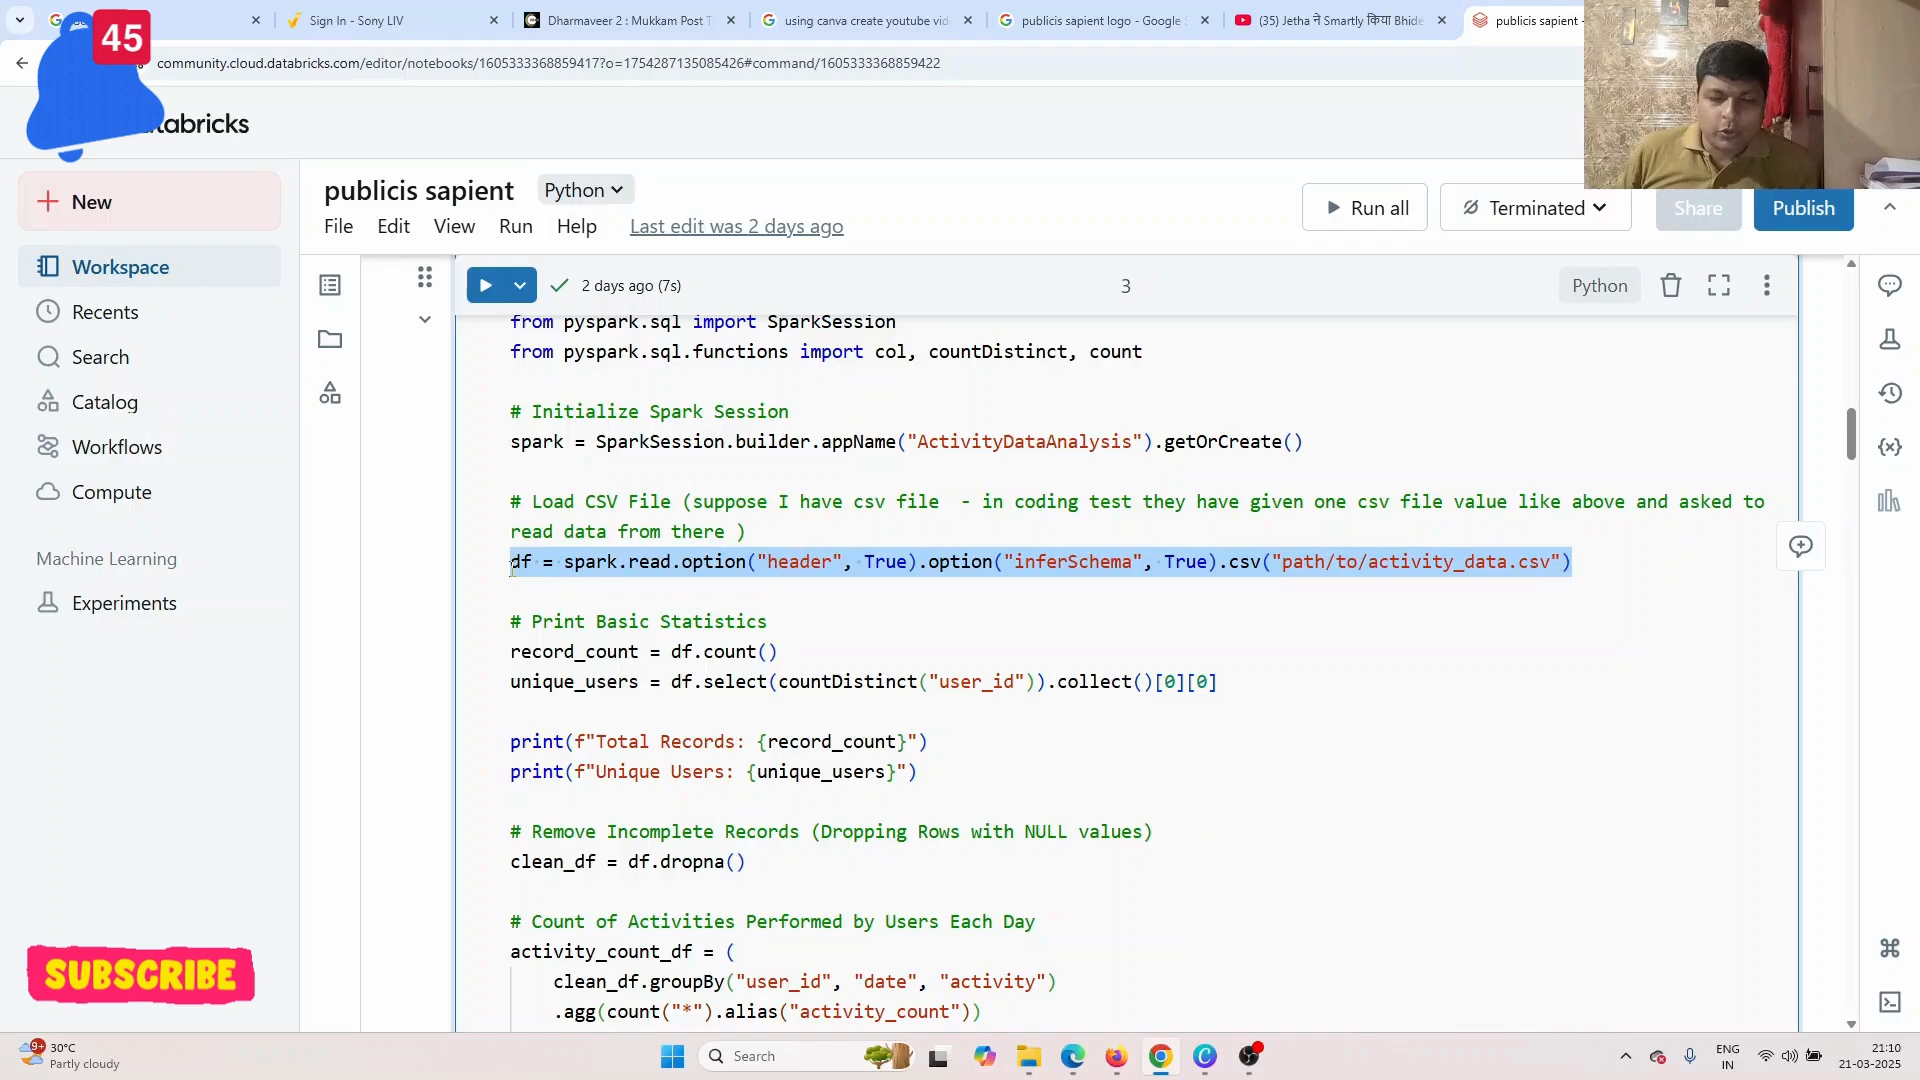 45
Sign In - Sony LIV
Dharmaveer 2 : Mukkam Post T
using canva create youtube vid
publicis sapient logo - Google S
(35) Jetha ने Smartly किया Bhide
publicis sapient -
community.cloud.databricks.com/editor/notebooks/1605333368859417?o=1754287135085426#command/1605333368859422
databricks
New
Workspace
Recents
Search
Catalog
Workflows
Compute
Machine Learning
Experiments
SUBSCRIBE
publicis sapient
Python
File
Edit
View
Run
Help
Last edit was 2 days ago
Run all
Terminated
Share
Publish
2 days ago (7s)
3
Python
from pyspark.sql import SparkSession
from pyspark.sql.functions import col, countDistinct, count
# Initialize Spark Session
spark = SparkSession.builder.appName("ActivityDataAnalysis").getOrCreate()
# Load CSV File (suppose I have csv file  - in coding test they have given one csv file value like above and asked to
read data from there )
df = spark.read.option("header", True).option("inferSchema", True).csv("path/to/activity_data.csv")
# Print Basic Statistics
record_count = df.count()
unique_users = df.select(countDistinct("user_id")).collect()[0][0]
print(f"Total Records: {record_count}")
print(f"Unique Users: {unique_users}")
# Remove Incomplete Records (Dropping Rows with NULL values)
clean_df = df.dropna()
# Count of Activities Performed by Users Each Day
activity_count_df = (
clean_df.groupBy("user_id", "date", "activity")
.agg(count("*").alias("activity_count"))
9+
30°C
Partly cloudy
Search
ENG
IN
21:10
21-03-2025